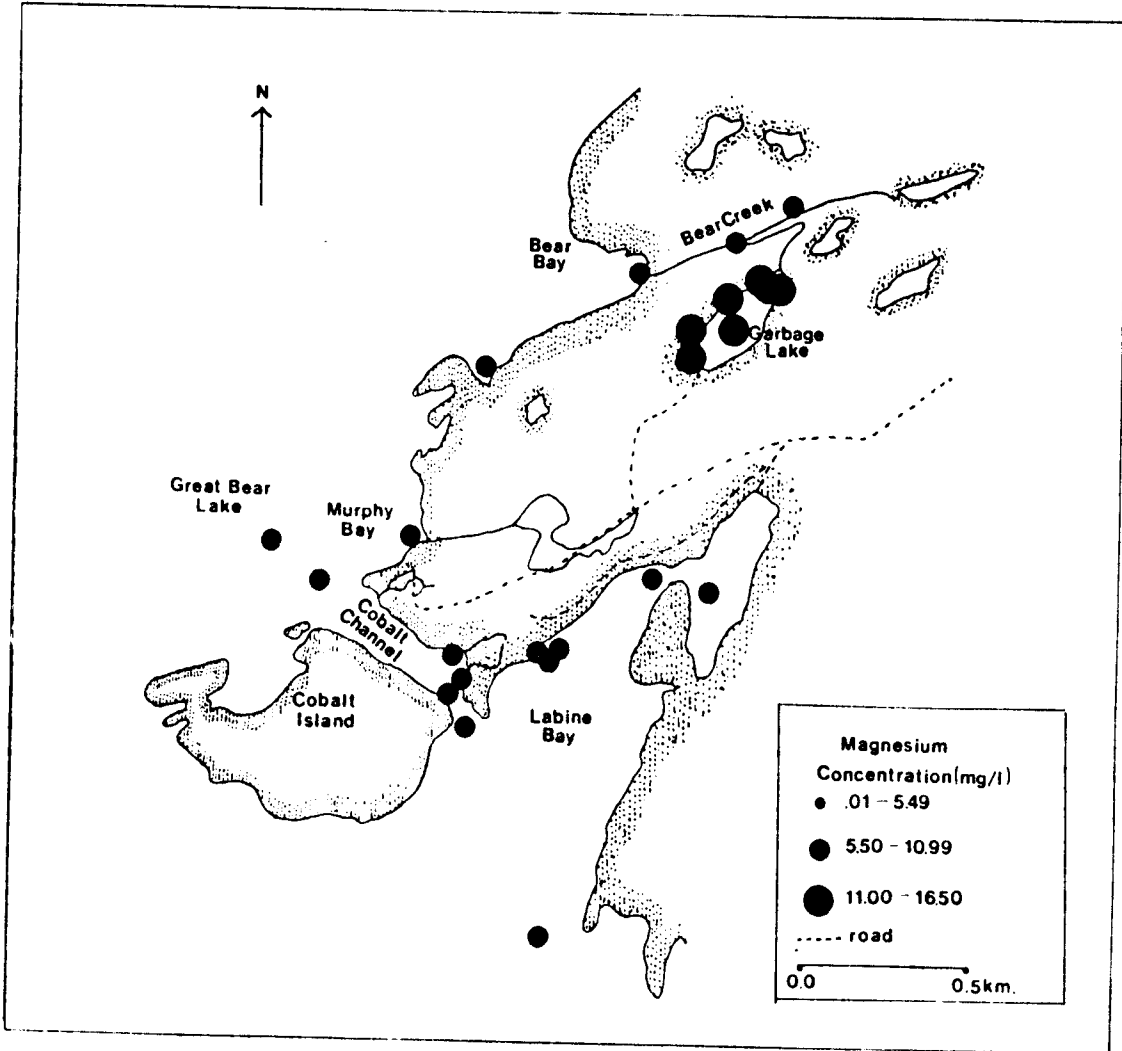 N
Bear Creek
Bear
Bay
Garbage
Lake
Great Bear
Lake
Murphy
Bay
Cobalt
Channel
Cobalt
Island
Labine
Bay
Magnesium
Concentration(mg/l)
.01 - 5.49
5.50 - 10.99
11.00 - 16.50
road
0.0 0.5km.